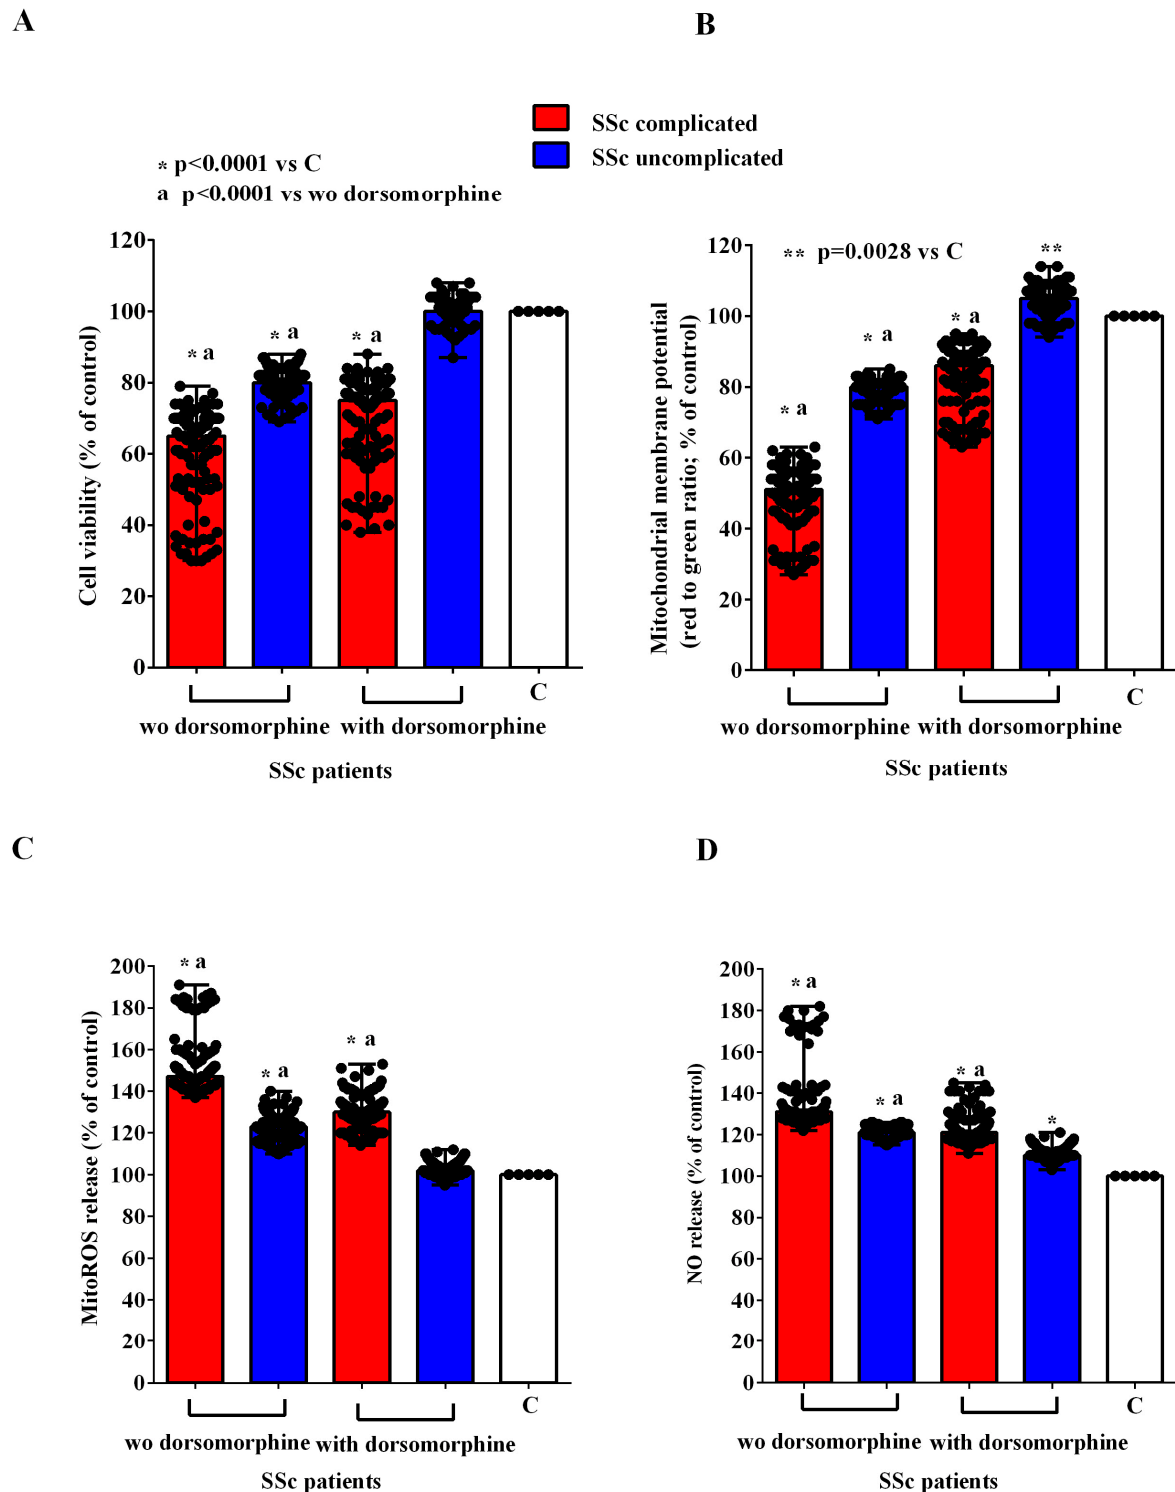 A
B
SSc complicated
SSc uncomplicated
* p<0.0001 vs C
a p<0.0001 vs wo dorsomorphine
Cell viability (% of control)
120
100
80
60
40
20
0
* a
* a
* a
C
wo dorsomorphine
with dorsomorphine
SSc patients
Mitochondrial membrane potential
(red to green ratio; % of control)
120
100
80
60
40
20
0
** p=0.0028 vs C
* a
* a
* a
**
C
wo dorsomorphine
with dorsomorphine
SSc patients
C
D
MitoROS release (% of control)
200
180
160
140
120
100
80
60
40
20
0
* a
* a
* a
C
wo dorsomorphine
with dorsomorphine
SSc patients
NO release (% of control)
200
180
160
140
120
100
80
60
40
20
0
* a
* a
* a
*
C
wo dorsomorphine
with dorsomorphine
SSc patients